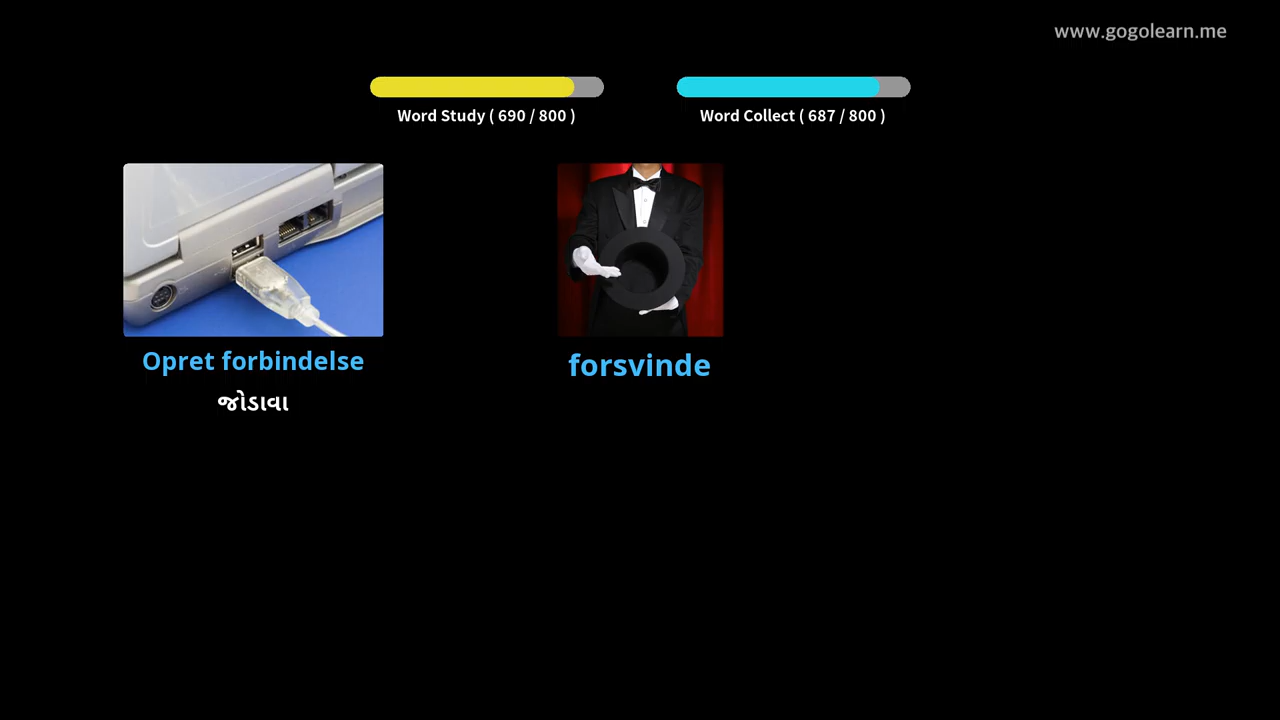 www.gogolearn.me
Word Study ( 690 / 800 )
Word Collect ( 687 / 800 )
Opret forbindelse
જોડાવા
forsvinde